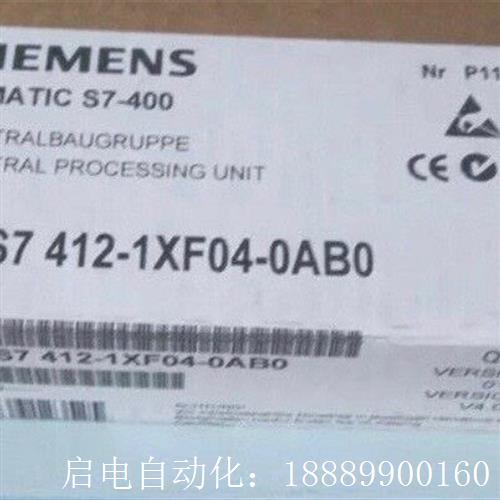 IEMENS
Nr P11
MATIC S7-400
TRALBAUGRUPPE
TRAL PROCESSING UNIT
CE
S7 412-1XF04-0AB0
S7 412-1XF04-0AB0
VERSI
VERSIO
V4
启电自动化：18889900160